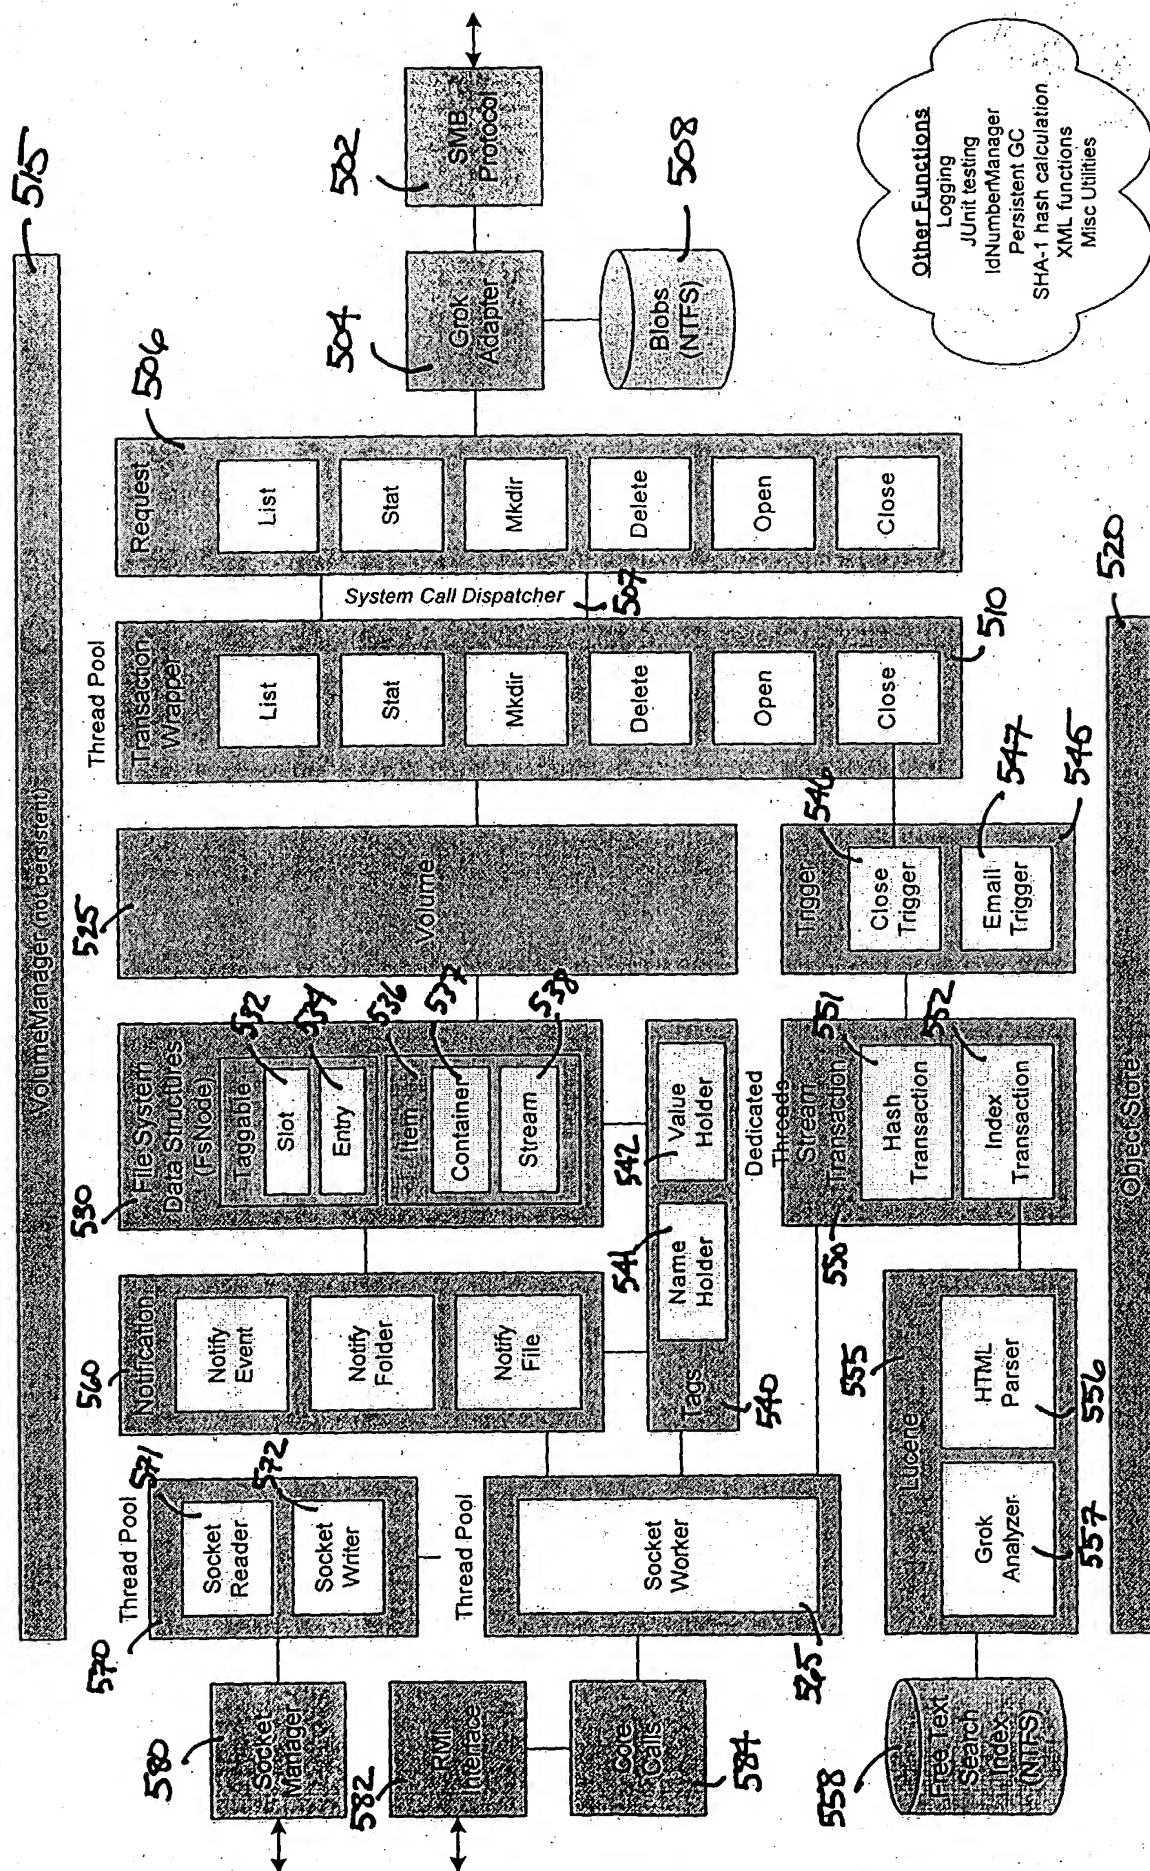 VolumeManager (not persistent)
515
SMB
Protocol
502
Grok
Adapter
504
Blobs
(NTFS)
508
Other Functions
Logging
JUnit testing
IdNumberManager
Persistent GC
SHA-1 hash calculation
XML functions
Misc Utilities
Request
506
List
Stat
Mkdir
Delete
Open
Close
System Call Dispatcher
507
Thread Pool
Transaction
Wrapper
List
Stat
Mkdir
Delete
Open
Close
510
Volume
525
Trigger
Close
Trigger
546
Email
Trigger
547
545
File System
Data Structures
(FsNode)
530
Taggable
Slot
532
Entry
534
Item
536
Container
537
Stream
538
Tags
540
Name
Holder
541
Value
Holder
542
Dedicated
Threads
Stream
Transaction
550
Hash
Transaction
551
Index
Transaction
552
Notification
560
Notify
Event
Notify
Folder
Notify
File
Lucene
555
HTML
Parser
556
Grok
Analyzer
557
Thread Pool
570
Socket
Reader
571
Socket
Writer
572
Thread Pool
Socket
Worker
565
Socket
Manager
580
RMI
Interface
582
Core
Calls
584
Free Text
Search
Index
(NTFS)
558
Object Store
520